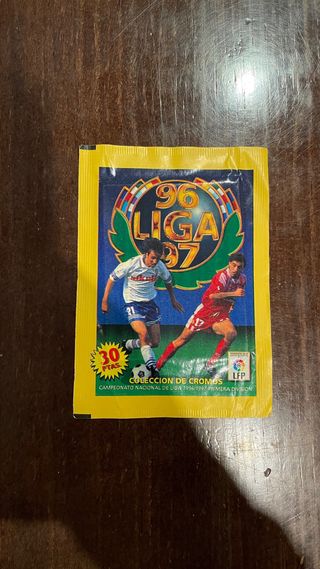 96
LIGA
97
30
PTAS.
COLECCION DE CROMOS
CAMPEONATO NACIONAL DE LIGA 1996/1997 PRIMERA DIVISION
LFP